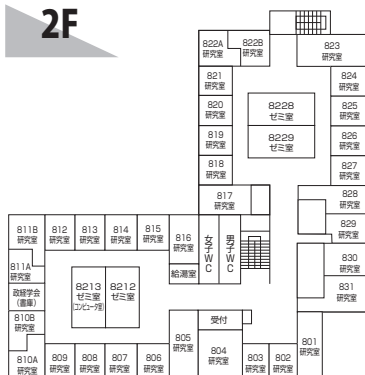 2F
822A
研究室
822B
研究室
823
研究室
821
研究室
824
研究室
820
研究室
8228
ゼミ室
825
研究室
819
研究室
8229
ゼミ室
826
研究室
818
研究室
827
研究室
817
研究室
828
研究室
829
研究室
811B
研究室
812
研究室
813
研究室
814
研究室
815
研究室
816
研究室
女子WC
男子WC
830
研究室
811A
研究室
給湯室
831
研究室
政経学会
(書庫)
8213
ゼミ室
(コンピュータ室)
8212
ゼミ室
810B
研究室
受付
805
研究室
804
研究室
801
研究室
810A
研究室
809
研究室
808
研究室
807
研究室
806
研究室
803
研究室
802
研究室